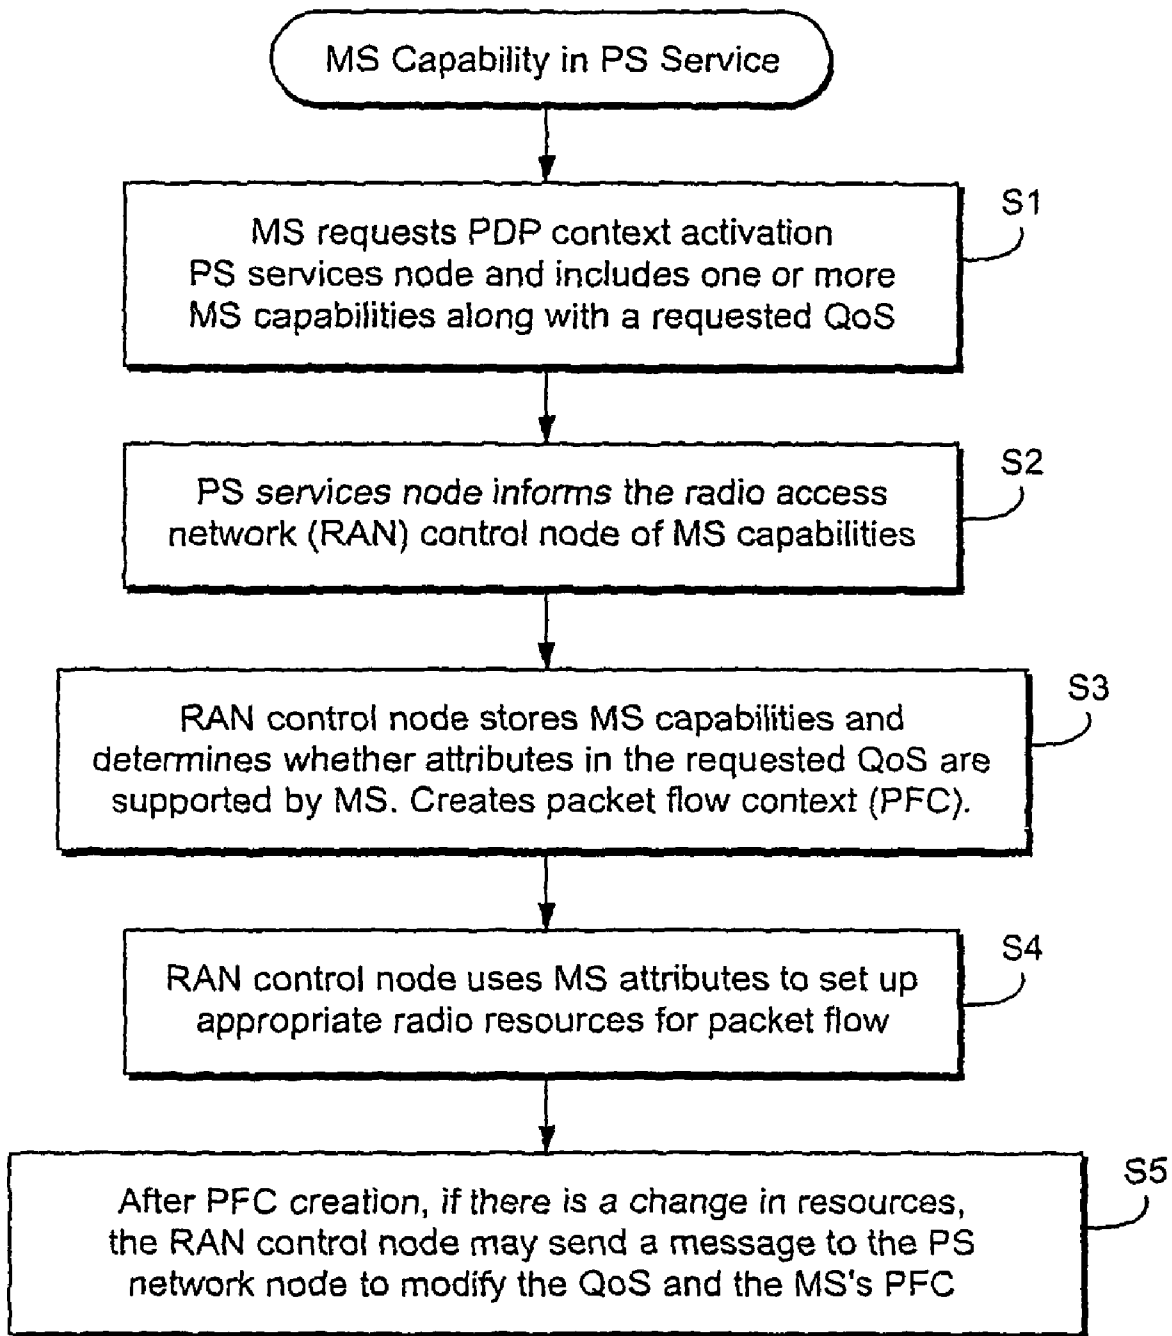 MS Capability in PS Service
MS requests PDP context activation
PS services node and includes one or more
MS capabilities along with a requested QoS
S1
PS services node informs the radio access
network (RAN) control node of MS capabilities
S2
RAN control node stores MS capabilities and
determines whether attributes in the requested QoS are
supported by MS. Creates packet flow context (PFC).
S3
RAN control node uses MS attributes to set up
appropriate radio resources for packet flow
S4
After PFC creation, if there is a change in resources,
the RAN control node may send a message to the PS
network node to modify the QoS and the MS's PFC
S5